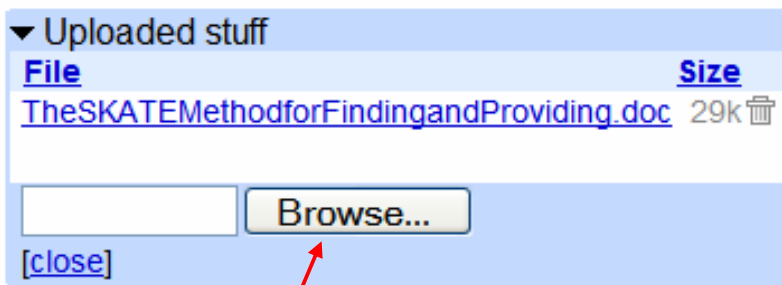 Uploaded stuff
File Size
TheSKATEMethodforFindingandProviding.doc 29k
Browse...
[close]